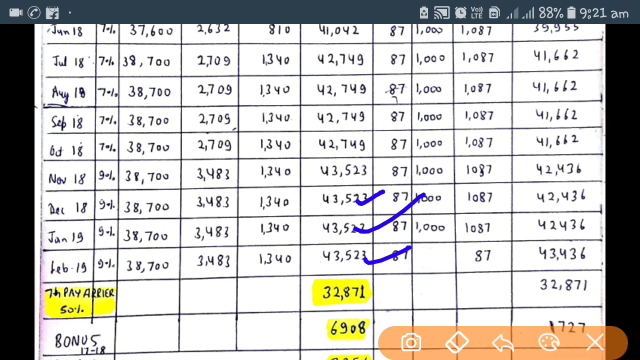 88% 9:21 am
Jun 18 7% 37,600 2,632 810 41,042 87 1,000 1,087 39,955
Jul 18 7% 38,700 2,709 1,340 42,749 87 1,000 1,087 41,662
Aug 18 7% 38,700 2,709 1,340 42,749 87 1,000 1,087 41,662
Sep 18 7% 38,700 2,709 1,340 42,749 87 1,000 1,087 41,662
Oct 18 7% 38,700 2,709 1,340 42,749 87 1,000 1,087 41,662
Nov 18 9% 38,700 3,483 1,340 43,523 87 1,000 1087 42,436
Dec 18 9% 38,700 3,483 1,340 43,523 87 1,000 1087 42,436
Jan 19 9% 38,700 3,483 1,340 43,523 87 1,000 1087 42436
Feb-19 9% 38,700 3,483 1,340 43,523 87 87 43,436
7th PAY ARRIER 32,871 32,871
50%
BONUS 6908 1727
17-18